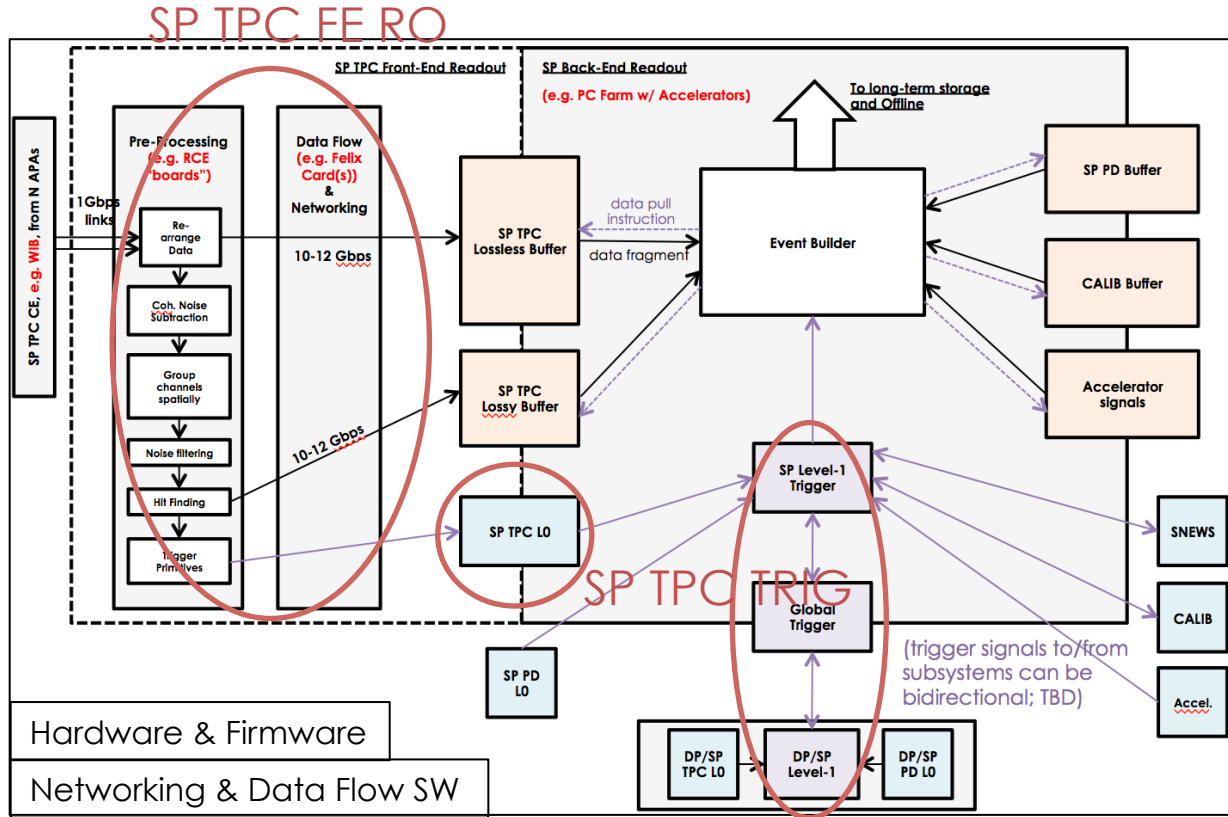 SP TPC FE RO
SP TPC Front-End Readout
SP Back-End Readout
(e.g. PC Farm w/ Accelerators)
To long-term storage
and Offline
SP TPC CE, e.g. WIB, from N APAs
1Gbps
links
Pre-Processing
(e.g. RCE
"boards")
Re-
arrange
Data
Coh. Noise
Subtraction
Group
channels
spatially
Noise filtering
Hit Finding
Trigger
Primitives
Data Flow
(e.g. Felix
Card(s))
&
Networking
10-12 Gbps
10-12 Gbps
SP TPC
Lossless Buffer
SP TPC
Lossy Buffer
SP TPC L0
data pull
instruction
data fragment
Event Builder
SP PD Buffer
CALIB Buffer
Accelerator
signals
SP Level-1
Trigger
SP TPC TRIG
Global
Trigger
SNEWS
CALIB
Accel.
(trigger signals to/from
subsystems can be
bidirectional; TBD)
SP PD
L0
DP/SP
TPC L0
DP/SP
Level-1
DP/SP
PD L0
Hardware & Firmware
Networking & Data Flow SW